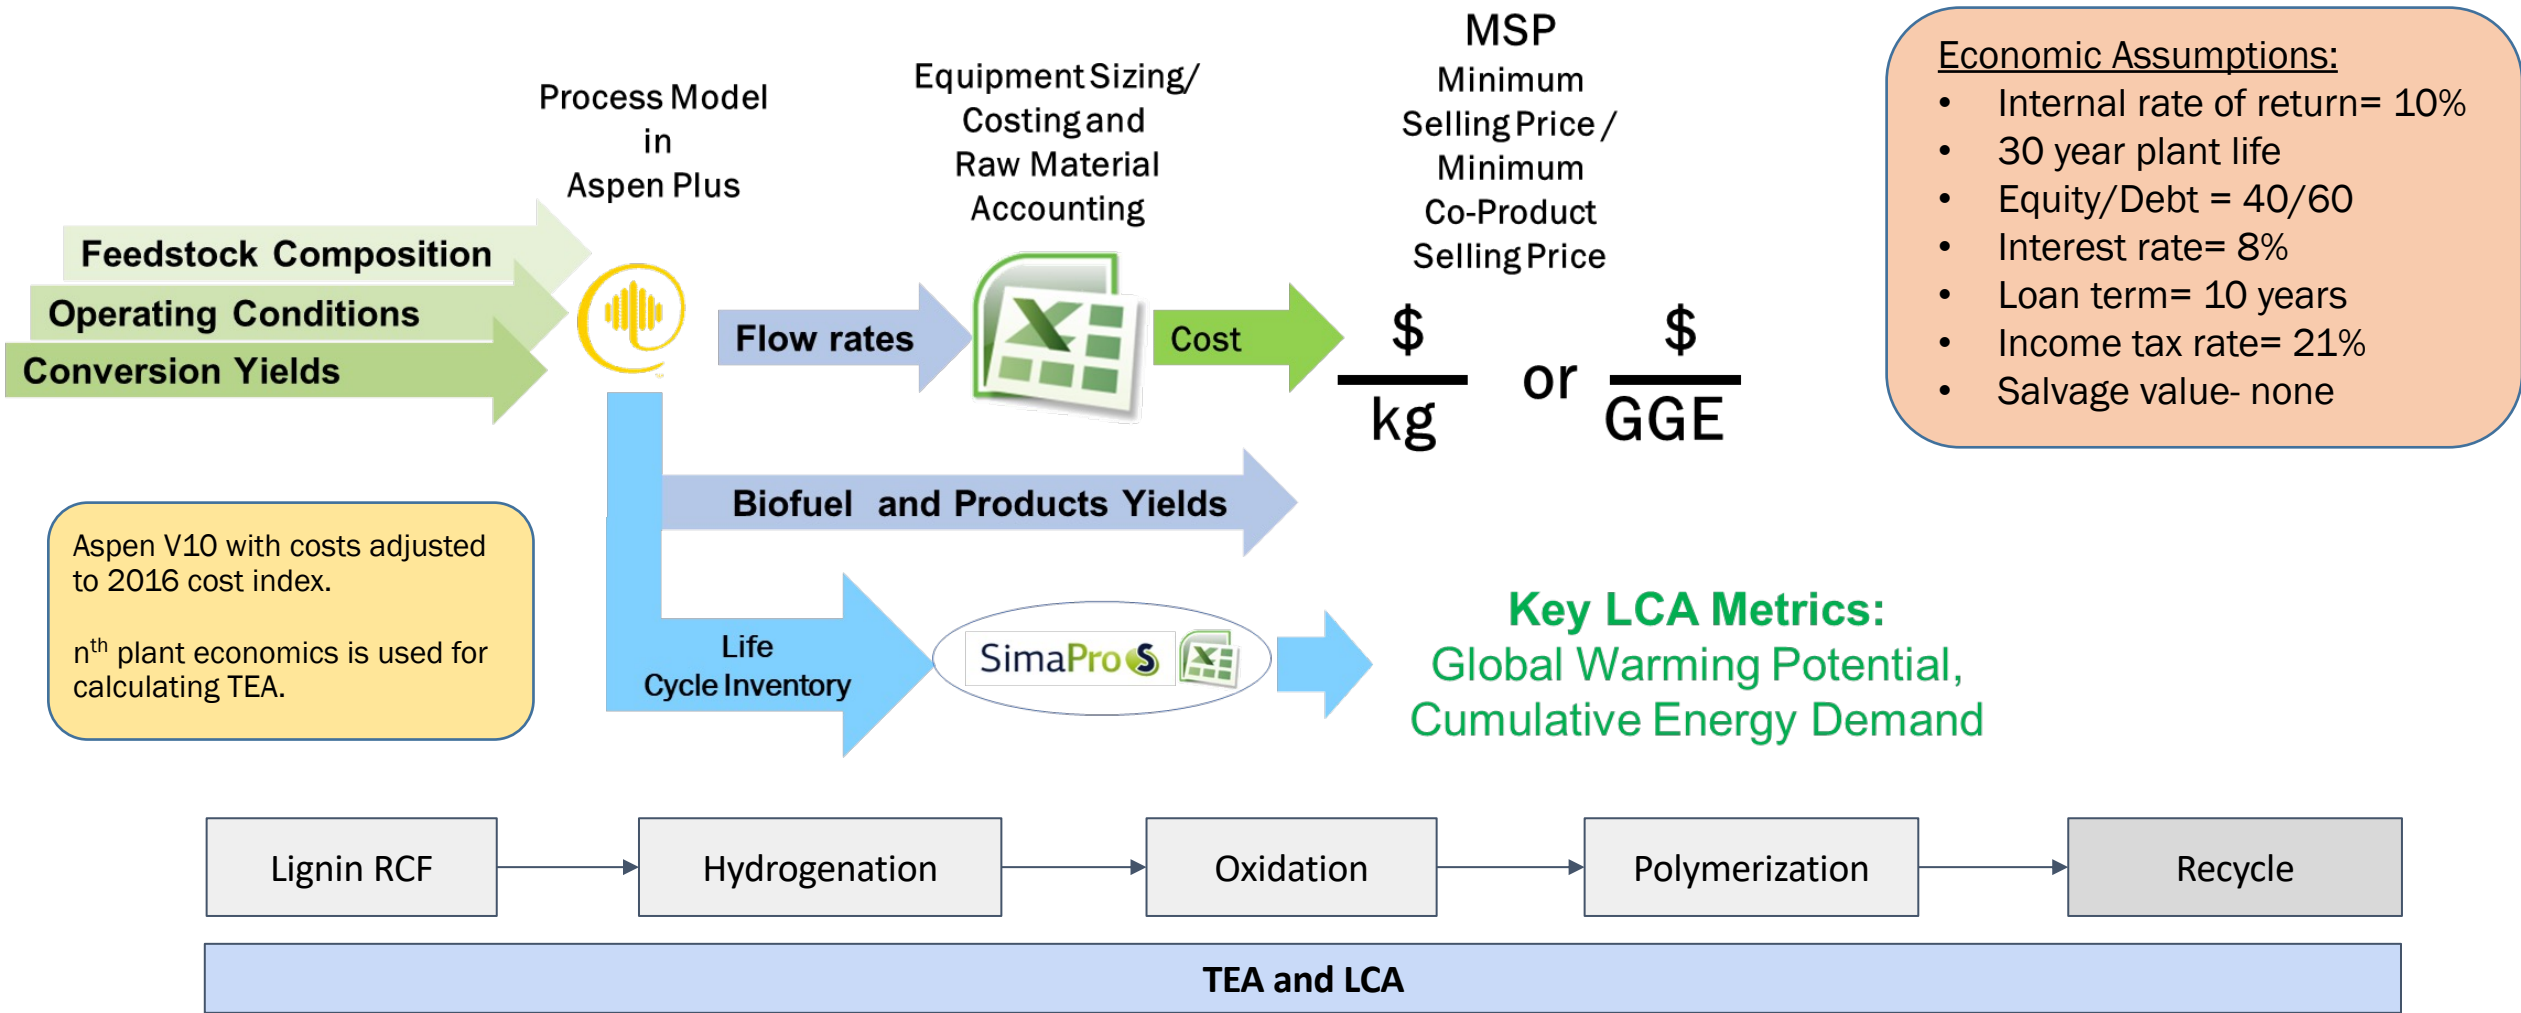 MSP
Minimum
Selling Price /
Minimum
Co-Product
Selling Price
Process Model
in
Aspen Plus
Equipment Sizing/
Costing and
Raw Material
Accounting
Feedstock Composition
Operating Conditions
Conversion Yields
Flow rates
Cost
$
kg
or
$
GGE
Economic Assumptions:
• Internal rate of return= 10%
• 30 year plant life
• Equity/Debt = 40/60
• Interest rate= 8%
• Loan term= 10 years
• Income tax rate= 21%
• Salvage value- none
Biofuel and Products Yields
Aspen V10 with costs adjusted
to 2016 cost index.
nth plant economics is used for
calculating TEA.
Life
Cycle Inventory
SimaPro S
Key LCA Metrics:
Global Warming Potential,
Cumulative Energy Demand
Lignin RCF
Hydrogenation
Oxidation
Polymerization
Recycle
TEA and LCA